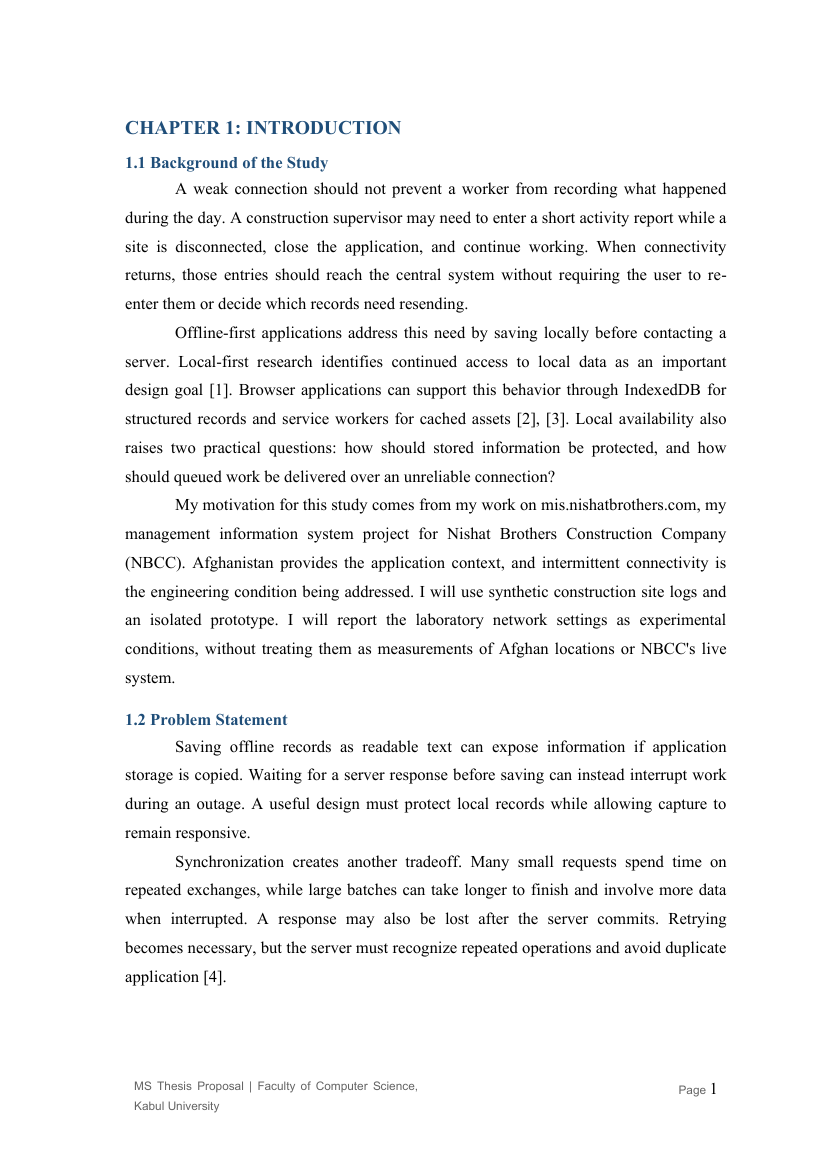 CHAPTER 1: INTRODUCTION
1.1 Background of the Study
A weak connection should not prevent a worker from recording what happened
during the day. A construction supervisor may need to enter a short activity report while a
site is disconnected, close the application, and continue working. When connectivity
returns, those entries should reach the central system without requiring the user to re-
enter them or decide which records need resending.
Offline-first applications address this need by saving locally before contacting a
server. Local-first research identifies continued access to local data as an important
design goal [1]. Browser applications can support this behavior through IndexedDB for
structured records and service workers for cached assets [2], [3]. Local availability also
raises two practical questions: how should stored information be protected, and how
should queued work be delivered over an unreliable connection?
My motivation for this study comes from my work on mis.nishatbrothers.com, my
management information system project for Nishat Brothers Construction Company
(NBCC). Afghanistan provides the application context, and intermittent connectivity is
the engineering condition being addressed. I will use synthetic construction site logs and
an isolated prototype. I will report the laboratory network settings as experimental
conditions, without treating them as measurements of Afghan locations or NBCC's live
system.
1.2 Problem Statement
Saving offline records as readable text can expose information if application
storage is copied. Waiting for a server response before saving can instead interrupt work
during an outage. A useful design must protect local records while allowing capture to
remain responsive.
Synchronization creates another tradeoff. Many small requests spend time on
repeated exchanges, while large batches can take longer to finish and involve more data
when interrupted. A response may also be lost after the server commits. Retrying
becomes necessary, but the server must recognize repeated operations and avoid duplicate
application [4].
MS Thesis Proposal | Faculty of Computer Science,
Kabul University
Page 1